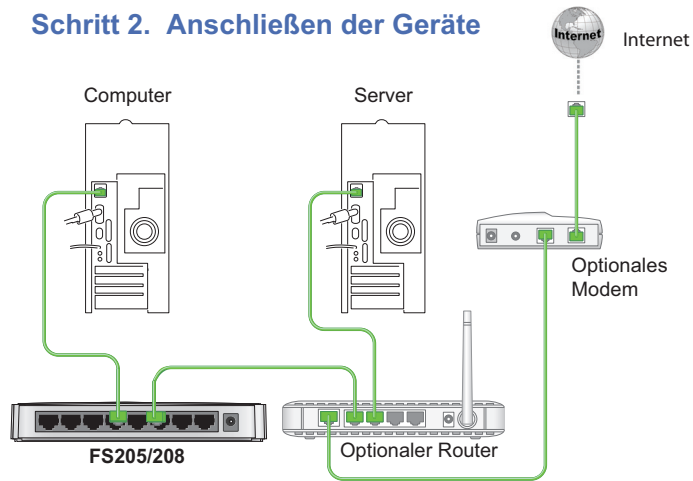 Schritt 2. Anschließen der Geräte
Internet
Internet
Computer
Server
Optionales
Modem
FS205/208
Optionaler Router